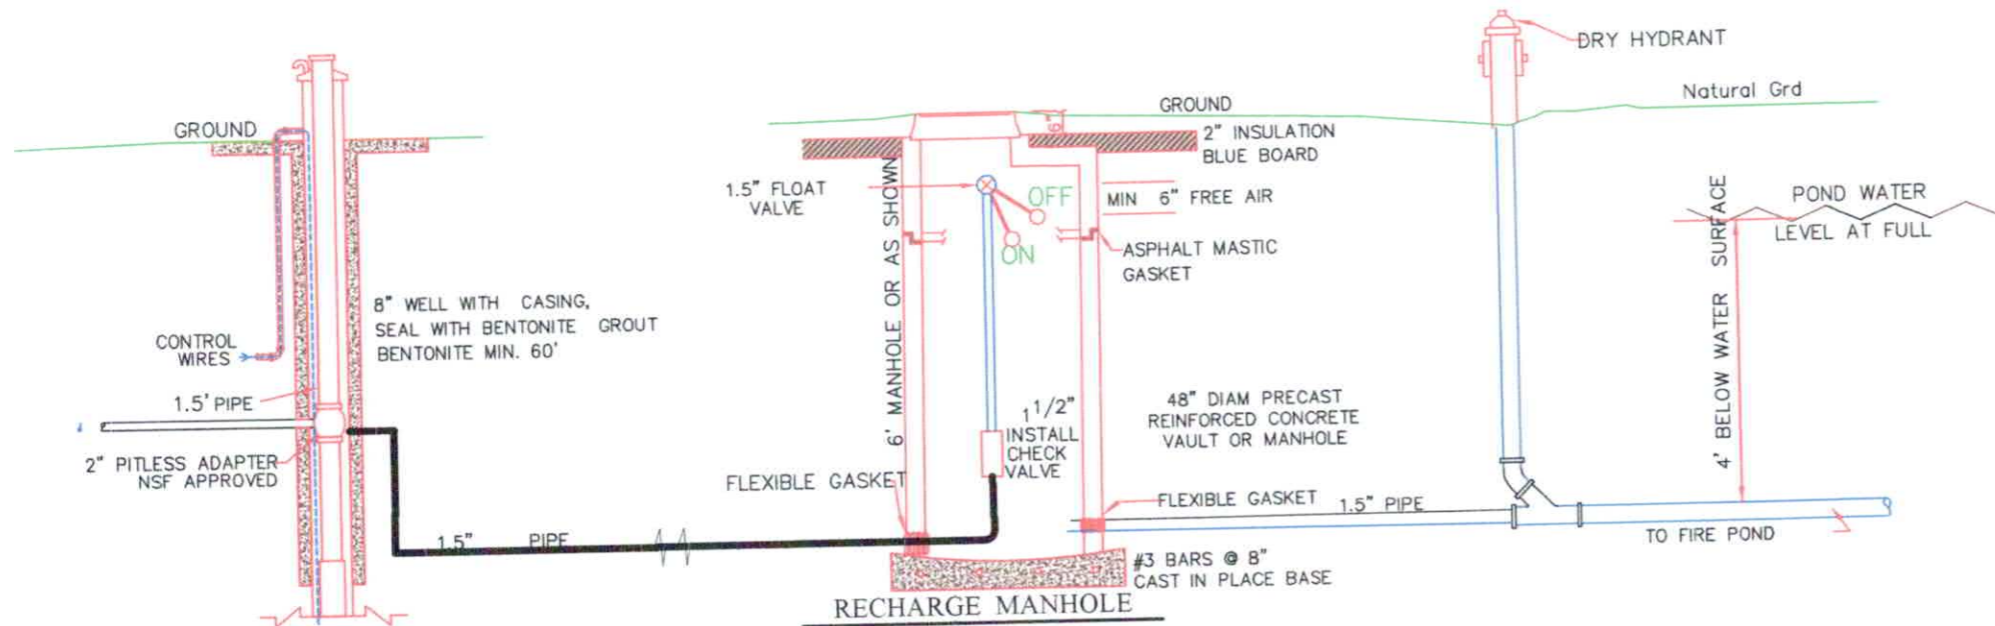 GROUND
CONTROL
WIRES
1.5' PIPE
2" PITLESS ADAPTER
NSF APPROVED
8" WELL WITH CASING,
SEAL WITH BENTONITE GROUT
BENTONITE MIN. 60'
1.5" PIPE
1.5" FLOAT
VALVE
FLEXIBLE GASKET
6' MANHOLE OR AS SHOWN
OFF
ON
1 1/2"
INSTALL
CHECK
VALVE
6"
GROUND
2" INSULATION
BLUE BOARD
MIN 6" FREE AIR
ASPHALT MASTIC
GASKET
48" DIAM PRECAST
REINFORCED CONCRETE
VAULT OR MANHOLE
FLEXIBLE GASKET
1.5" PIPE
#3 BARS @ 8"
CAST IN PLACE BASE
RECHARGE MANHOLE
DRY HYDRANT
Natural Grd
POND WATER
LEVEL AT FULL
4' BELOW WATER SURFACE
TO FIRE POND